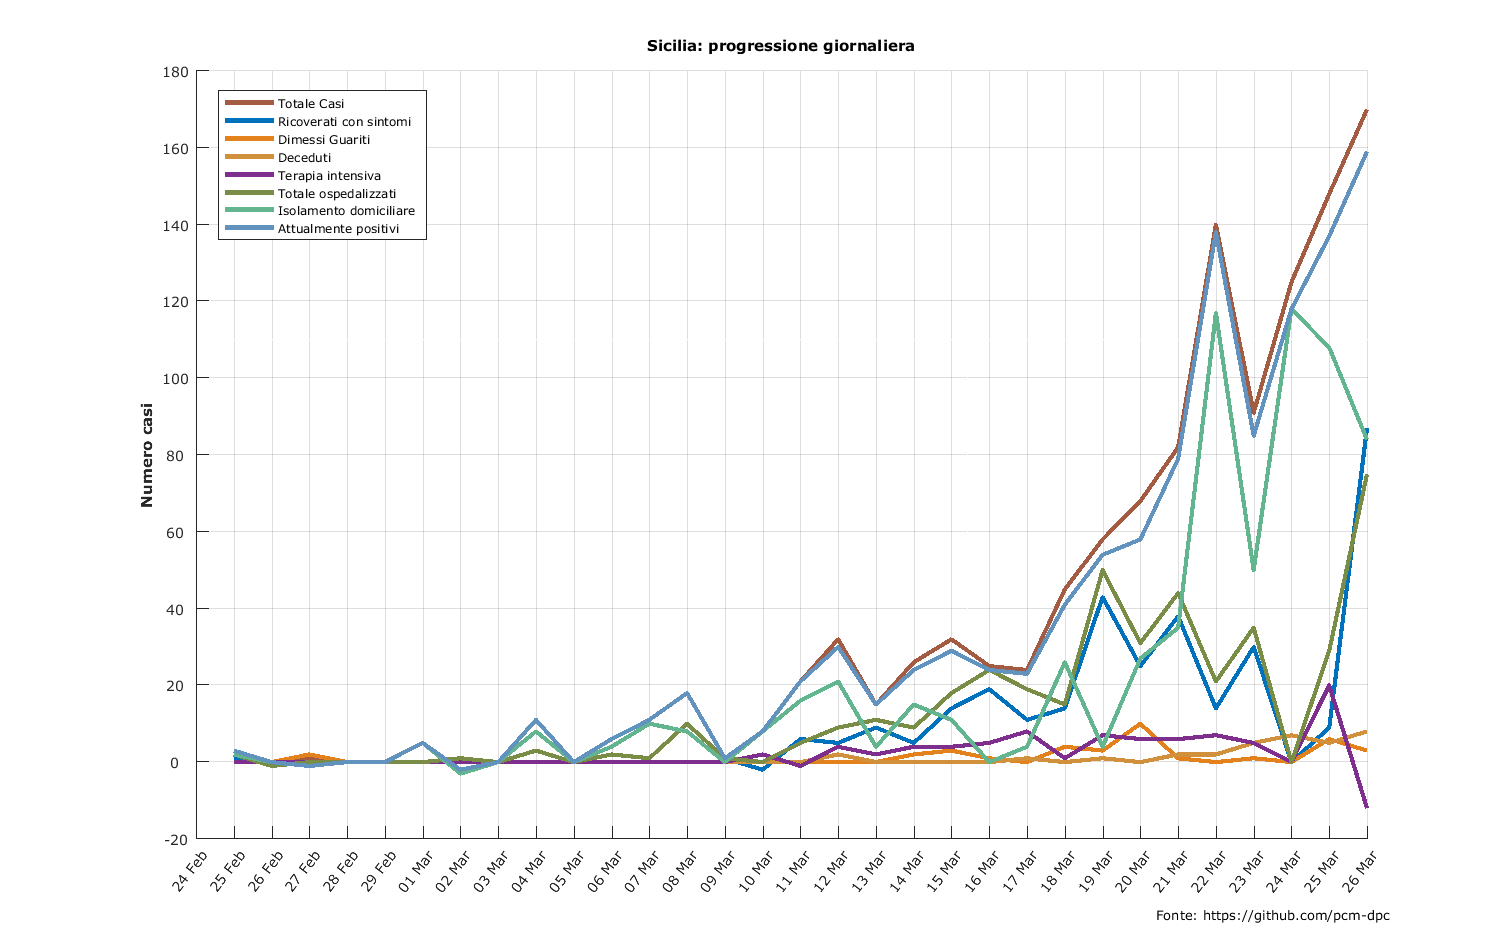 Sicilia: progressione giornaliera
180
160
140
120
100
80
60
40
20
0
-20
Numero casi
Totale Casi
Ricoverati con sintomi
Dimessi Guariti
Deceduti
Terapia intensiva
Totale ospedalizzati
Isolamento domiciliare
Attualmente positivi
24 Feb
25 Feb
26 Feb
27 Feb
28 Feb
29 Feb
01 Mar
02 Mar
03 Mar
04 Mar
05 Mar
06 Mar
07 Mar
08 Mar
09 Mar
10 Mar
11 Mar
12 Mar
13 Mar
14 Mar
15 Mar
16 Mar
17 Mar
18 Mar
19 Mar
20 Mar
21 Mar
22 Mar
23 Mar
24 Mar
25 Mar
26 Mar
Fonte: https://github.com/pcm-dpc